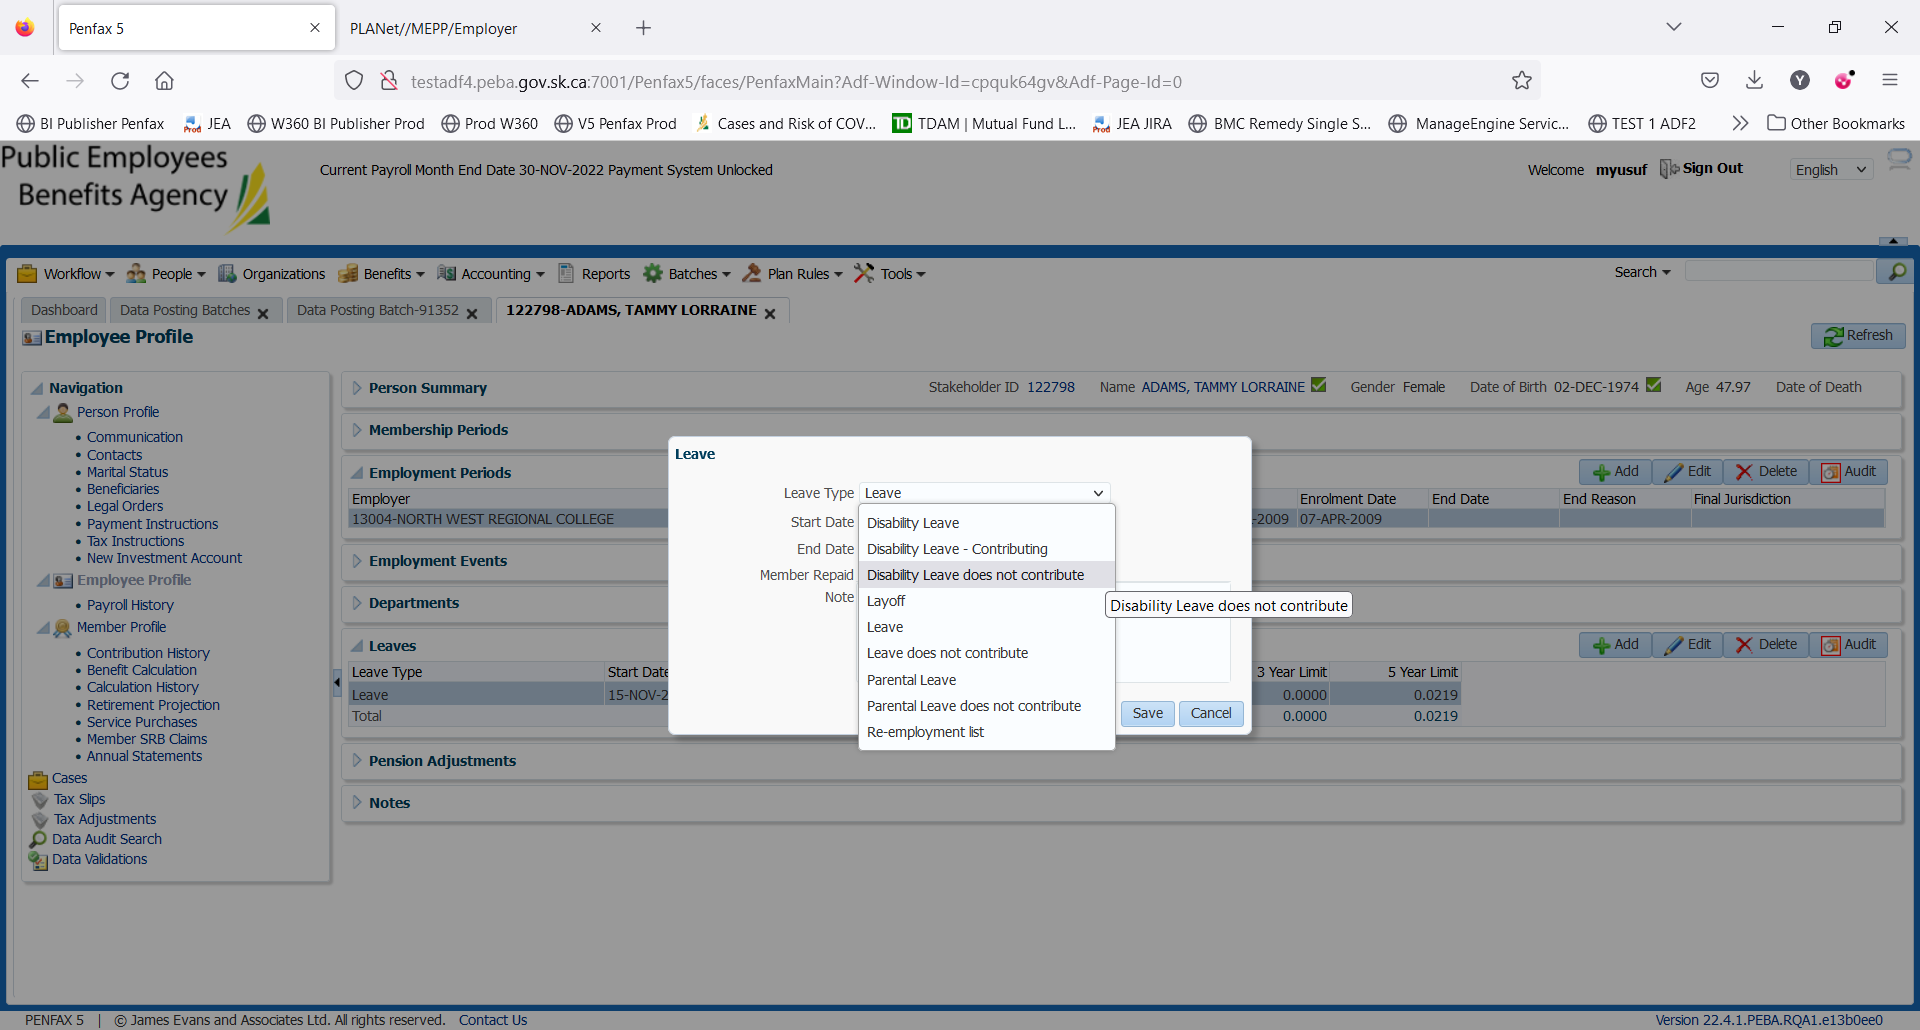 Penfax 5
PLANet//MEPP/Employer
testadf4.peba.gov.sk.ca:7001/Penfax5/faces/PenfaxMain?Adf-Window-Id=cpquk64gv&Adf-Page-Id=0
Y
BI Publisher Penfax Prod JEA W360 BI Publisher Prod Prod W360 V5 Penfax Prod Cases and Risk of COV... TD TDAM | Mutual Fund L... Prod JEA JIRA BMC Remedy Single S... ManageEngine Servic... TEST 1 ADF2 Other Bookmarks
Public Employees
Benefits Agency
Current Payroll Month End Date 30-NOV-2022 Payment System Unlocked
Welcome myusuf Sign Out English
Workflow People Organizations Benefits Accounting Reports Batches Plan Rules Tools Search
Dashboard Data Posting Batches Data Posting Batch-91352 122798-ADAMS, TAMMY LORRAINE
Employee Profile
Refresh
Navigation
Person Profile
Communication
Contacts
Marital Status
Beneficiaries
Legal Orders
Payment Instructions
Tax Instructions
New Investment Account
Employee Profile
Payroll History
Member Profile
Contribution History
Benefit Calculation
Calculation History
Retirement Projection
Service Purchases
Member SRB Claims
Annual Statements
Cases
Tax Slips
Tax Adjustments
Data Audit Search
Data Validations
Person Summary Stakeholder ID 122798 Name ADAMS, TAMMY LORRAINE Gender Female Date of Birth 02-DEC-1974 Age 47.97 Date of Death
Membership Periods
Employment Periods Add Edit Delete Audit
Employer Enrolment Date End Date End Reason Final Jurisdiction
13004-NORTH WEST REGIONAL COLLEGE -2009 07-APR-2009
Employment Events
Departments
Leaves Add Edit Delete Audit
Leave Type Start Date 3 Year Limit 5 Year Limit
Leave 15-NOV-2 0.0000 0.0219
Total 0.0000 0.0219
Pension Adjustments
Notes
Leave
Leave Type Leave
Start Date
End Date
Member Repaid
Note
Disability Leave
Disability Leave - Contributing
Disability Leave does not contribute
Layoff
Leave
Leave does not contribute
Parental Leave
Parental Leave does not contribute
Re-employment list
Disability Leave does not contribute
Save Cancel
PENFAX 5 | © James Evans and Associates Ltd. All rights reserved. Contact Us
Version 22.4.1.PEBA.RQA1.e13b0ee0